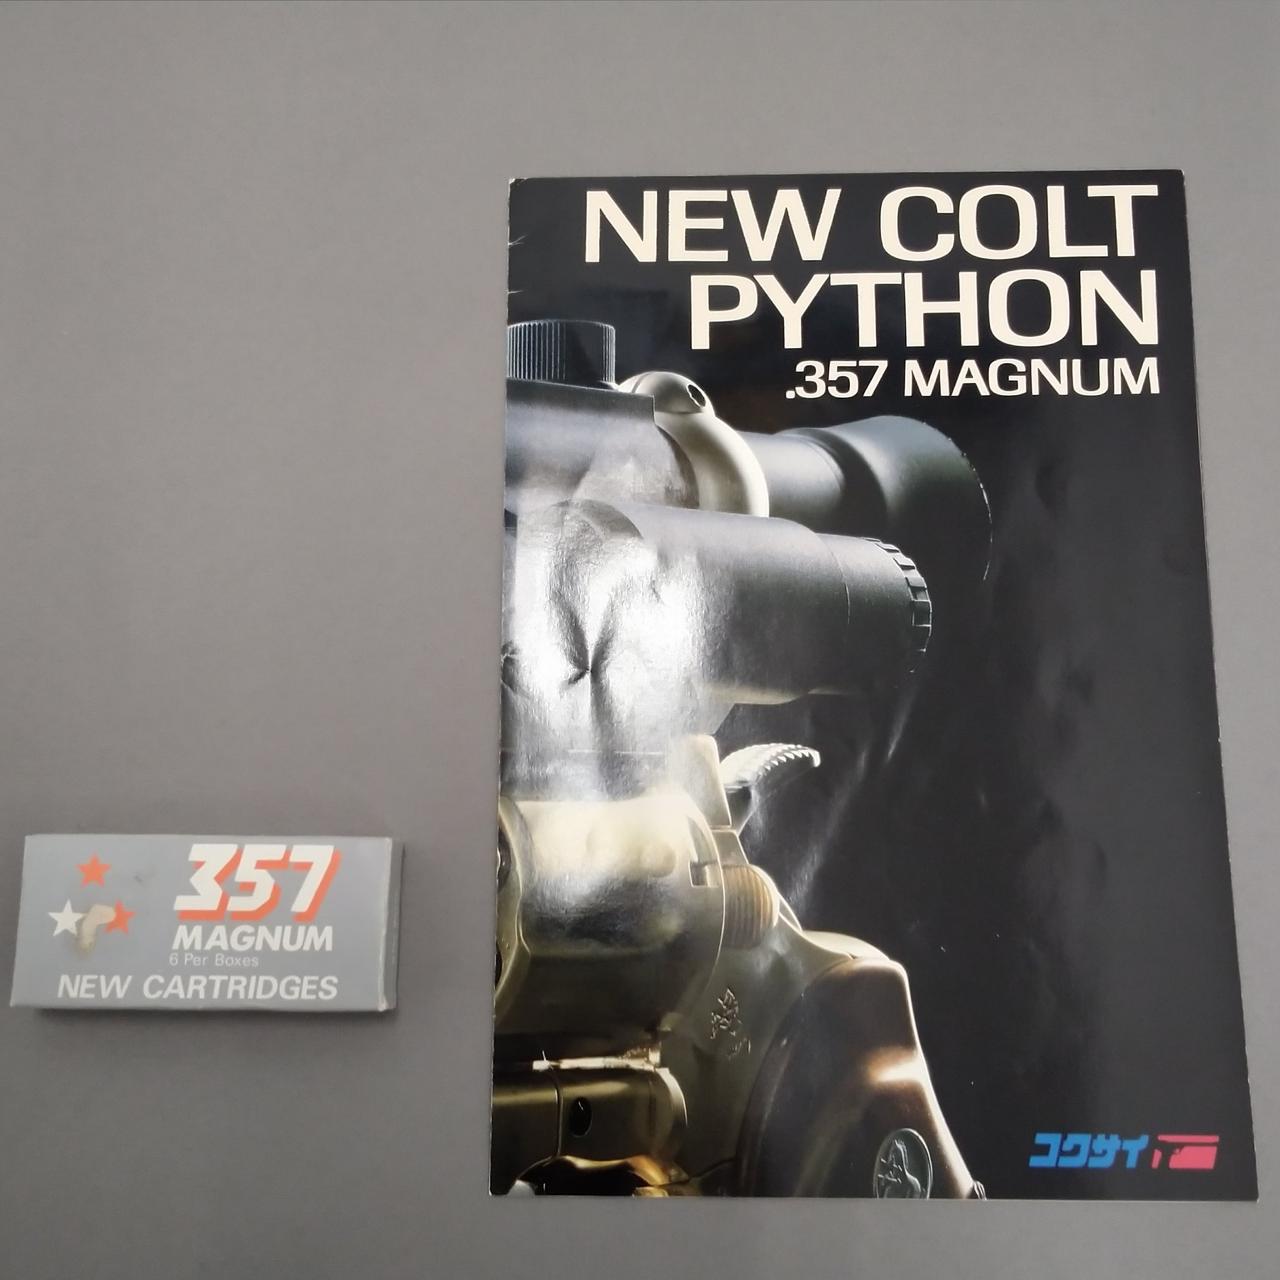 NEW COLT
PYTHON
.357 MAGNUM
357
MAGNUM
6 Per Boxes
NEW CARTRIDGES
コクサイ